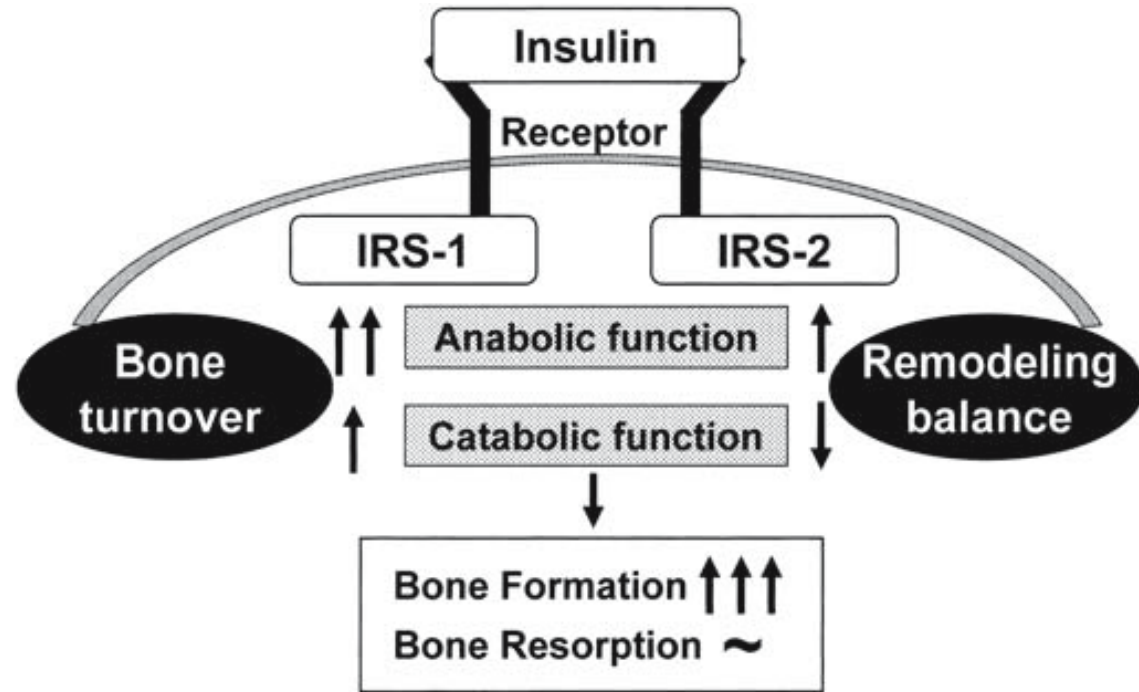 Insulin
Receptor
IRS-1
IRS-2
Bone
turnover
Anabolic function
Catabolic function
Remodeling
balance
Bone Formation ↑↑↑
Bone Resorption ~